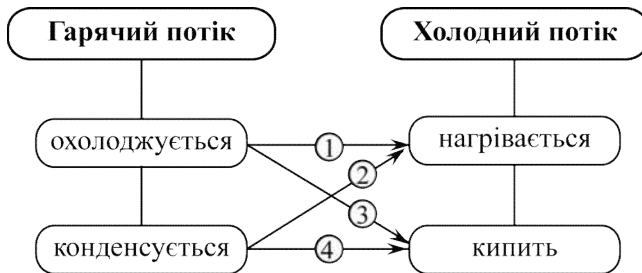 Гарячий потік
Холодний потік
охолоджується
1
нагрівається
2
3
конденсується
4
кипить